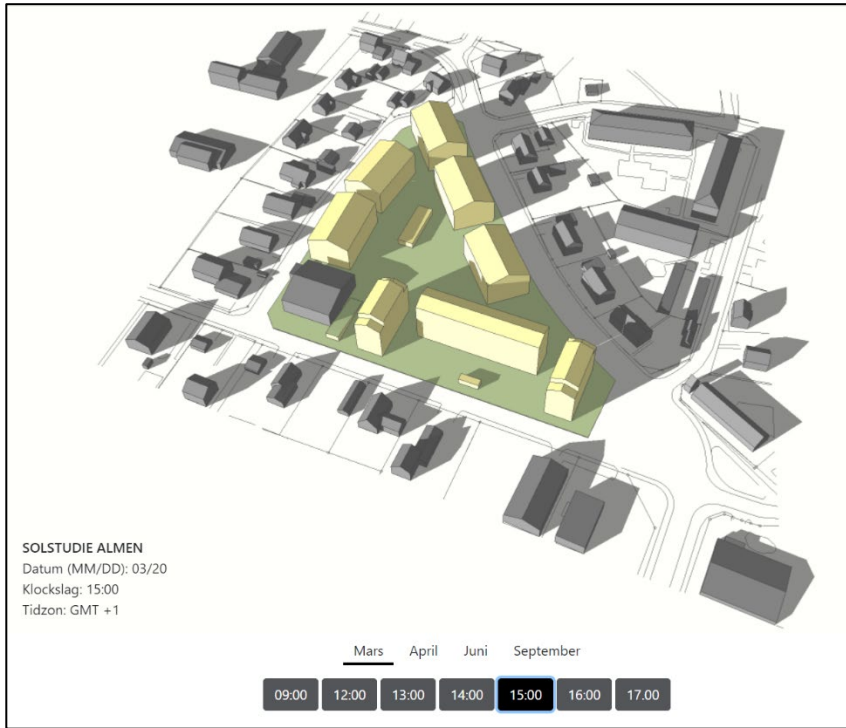 SOLSTUDIE ALMEN
Datum (MM/DD): 03/20
Klockslag: 15:00
Tidzon: GMT +1
Mars April Juni September
09:00 12:00 13:00 14:00 15:00 16:00 17.00